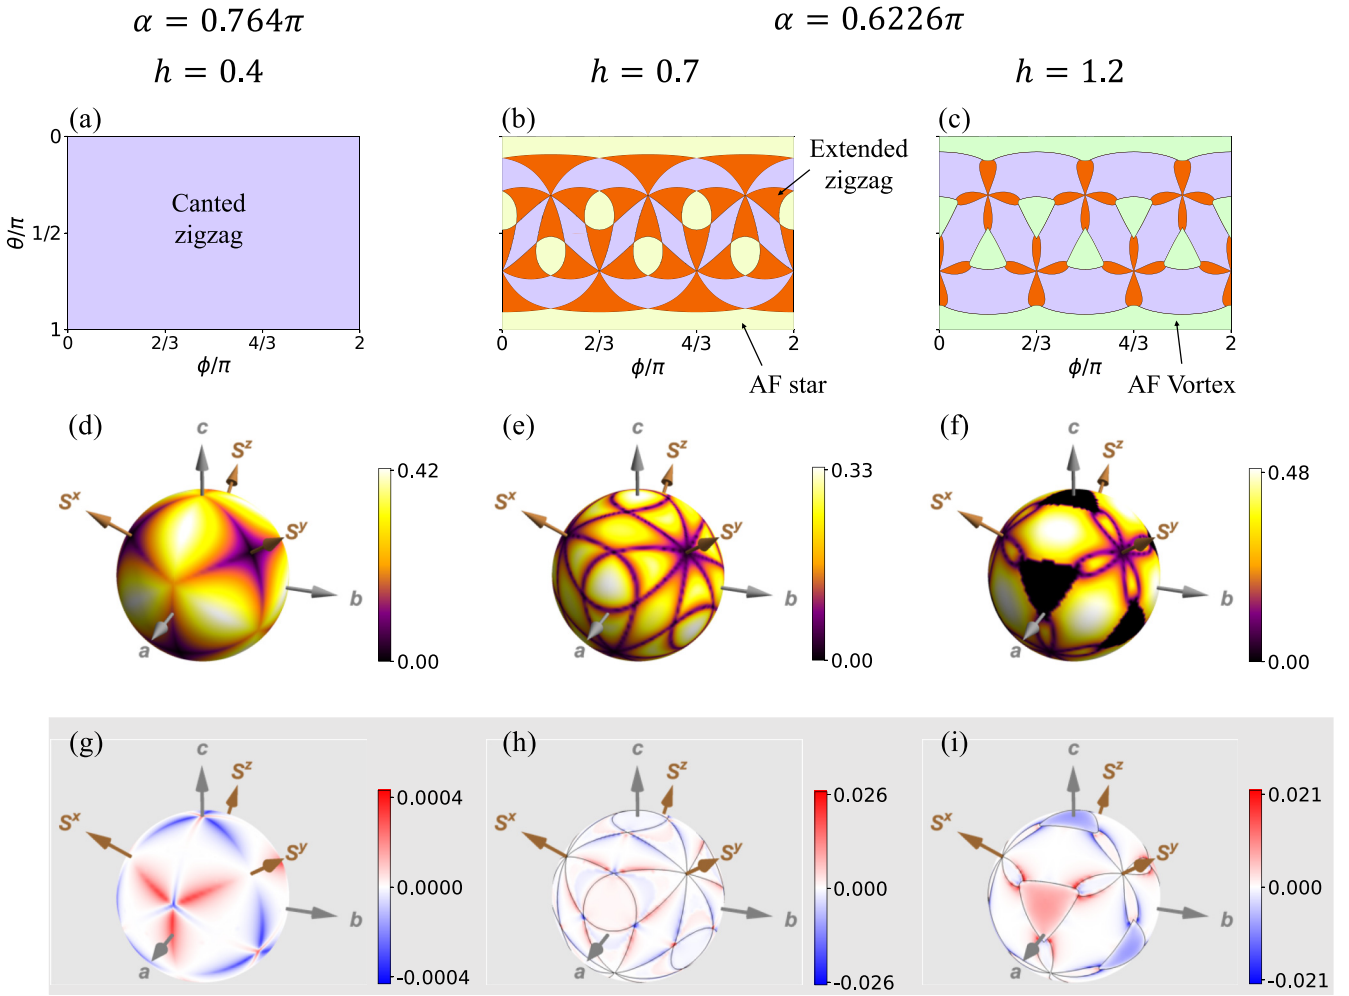 α = 0.764π
α = 0.6226π
h = 0.4
h = 0.7
h = 1.2
(a)
(b)
(c)
0
1/2
1
θ/π
Canted
zigzag
0
2/3
4/3
2
ϕ/π
Extended
zigzag
0
2/3
4/3
2
ϕ/π
AF star
0
2/3
4/3
2
ϕ/π
AF Vortex
(d)
c
S^z
S^x
S^y
b
a
0.42
0.00
(e)
c
S^z
S^x
S^y
b
a
0.33
0.00
(f)
c
S^z
S^x
S^y
b
a
0.48
0.00
(g)
c
S^z
S^x
S^y
b
a
0.0004
0.0000
-0.0004
(h)
c
S^z
S^x
S^y
b
a
0.026
0.000
-0.026
(i)
c
S^z
S^x
S^y
b
a
0.021
0.000
-0.021